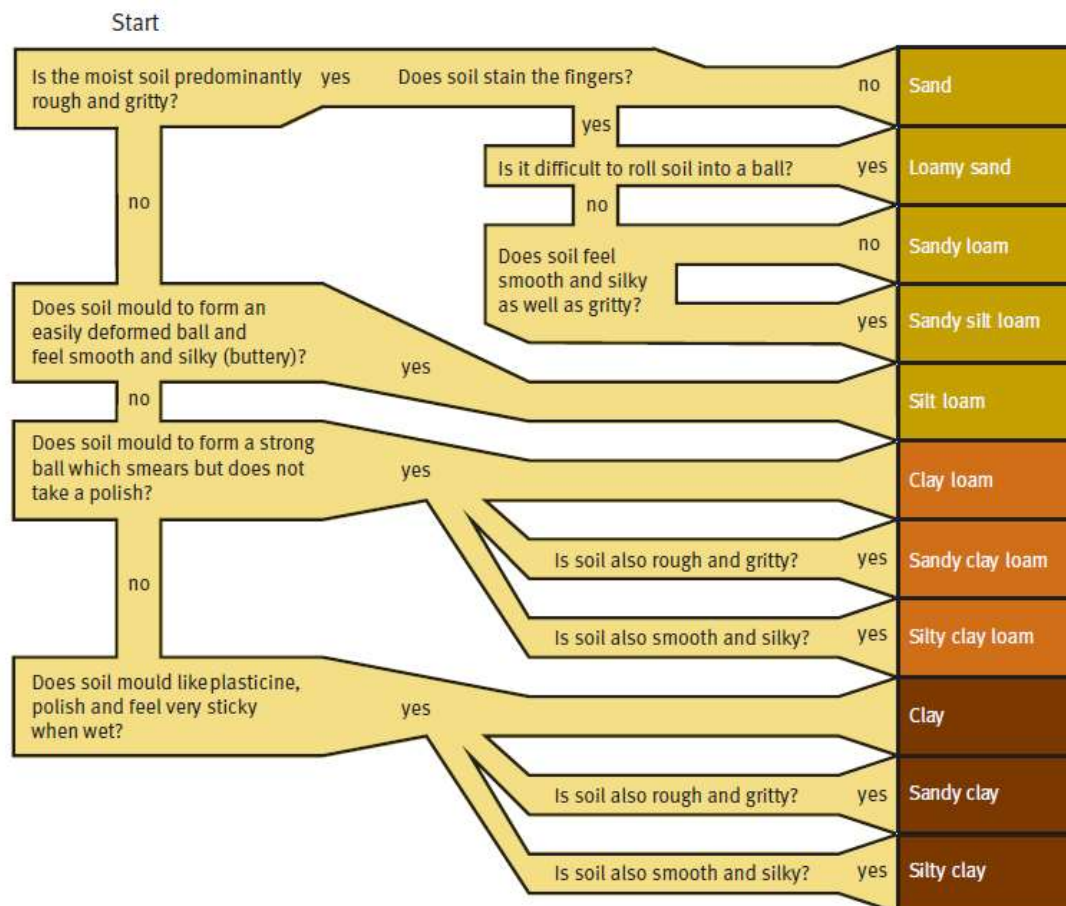 Start
Is the moist soil predominantly
rough and gritty?
yes
Does soil stain the fingers?
no
Sand
yes
Is it difficult to roll soil into a ball?
yes
Loamy sand
no
no
Does soil feel
smooth and silky
as well as gritty?
no
Sandy loam
yes
Sandy silt loam
Does soil mould to form an
easily deformed ball and
feel smooth and silky (buttery)?
yes
Silt loam
no
Does soil mould to form a strong
ball which smears but does not
take a polish?
yes
Clay loam
Is soil also rough and gritty?
yes
Sandy clay loam
no
Is soil also smooth and silky?
yes
Silty clay loam
Does soil mould like plasticine,
polish and feel very sticky
when wet?
yes
Clay
Is soil also rough and gritty?
yes
Sandy clay
Is soil also smooth and silky?
yes
Silty clay